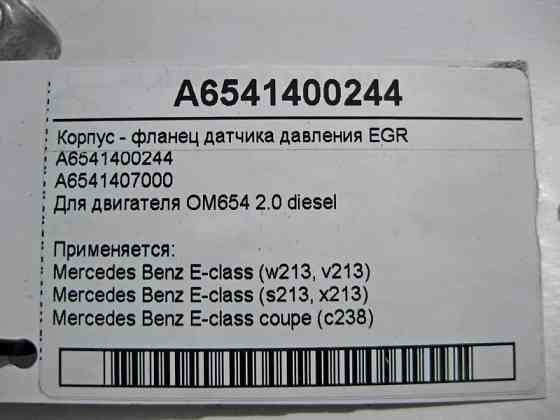 A6541400244
Корпус - фланец датчика давления EGR
A6541400244
A6541407000
Для двигателя OM654 2.0 diesel
Применяется:
Mercedes Benz E-class (w213, v213)
Mercedes Benz E-class (s213, x213)
Mercedes Benz E-class coupe (c238)